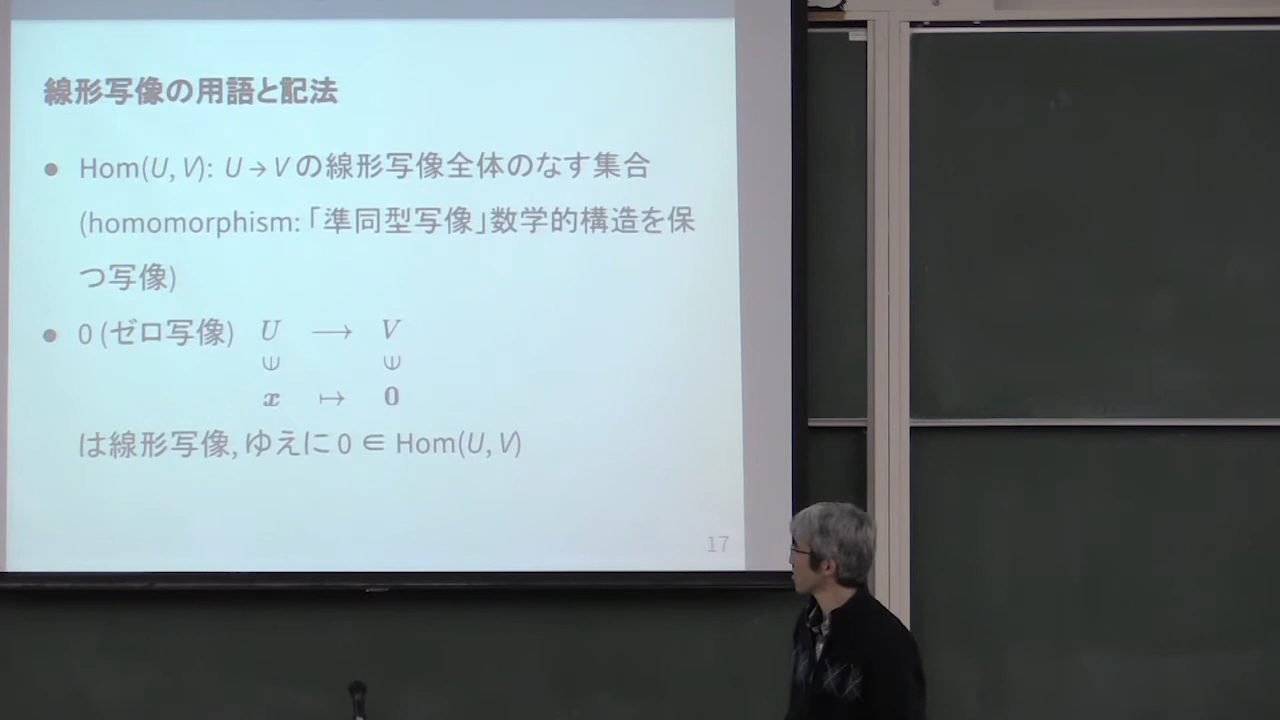 線形写像の用語と記法
● Hom(U, V): U → V の線形写像全体のなす集合
(homomorphism: 「準同型写像」数学的構造を保
つ写像)
● 0 (ゼロ写像) U ⟶ V
⋓ ⋓
x ↦ 0
は線形写像, ゆえに 0 ∈ Hom(U, V)
17